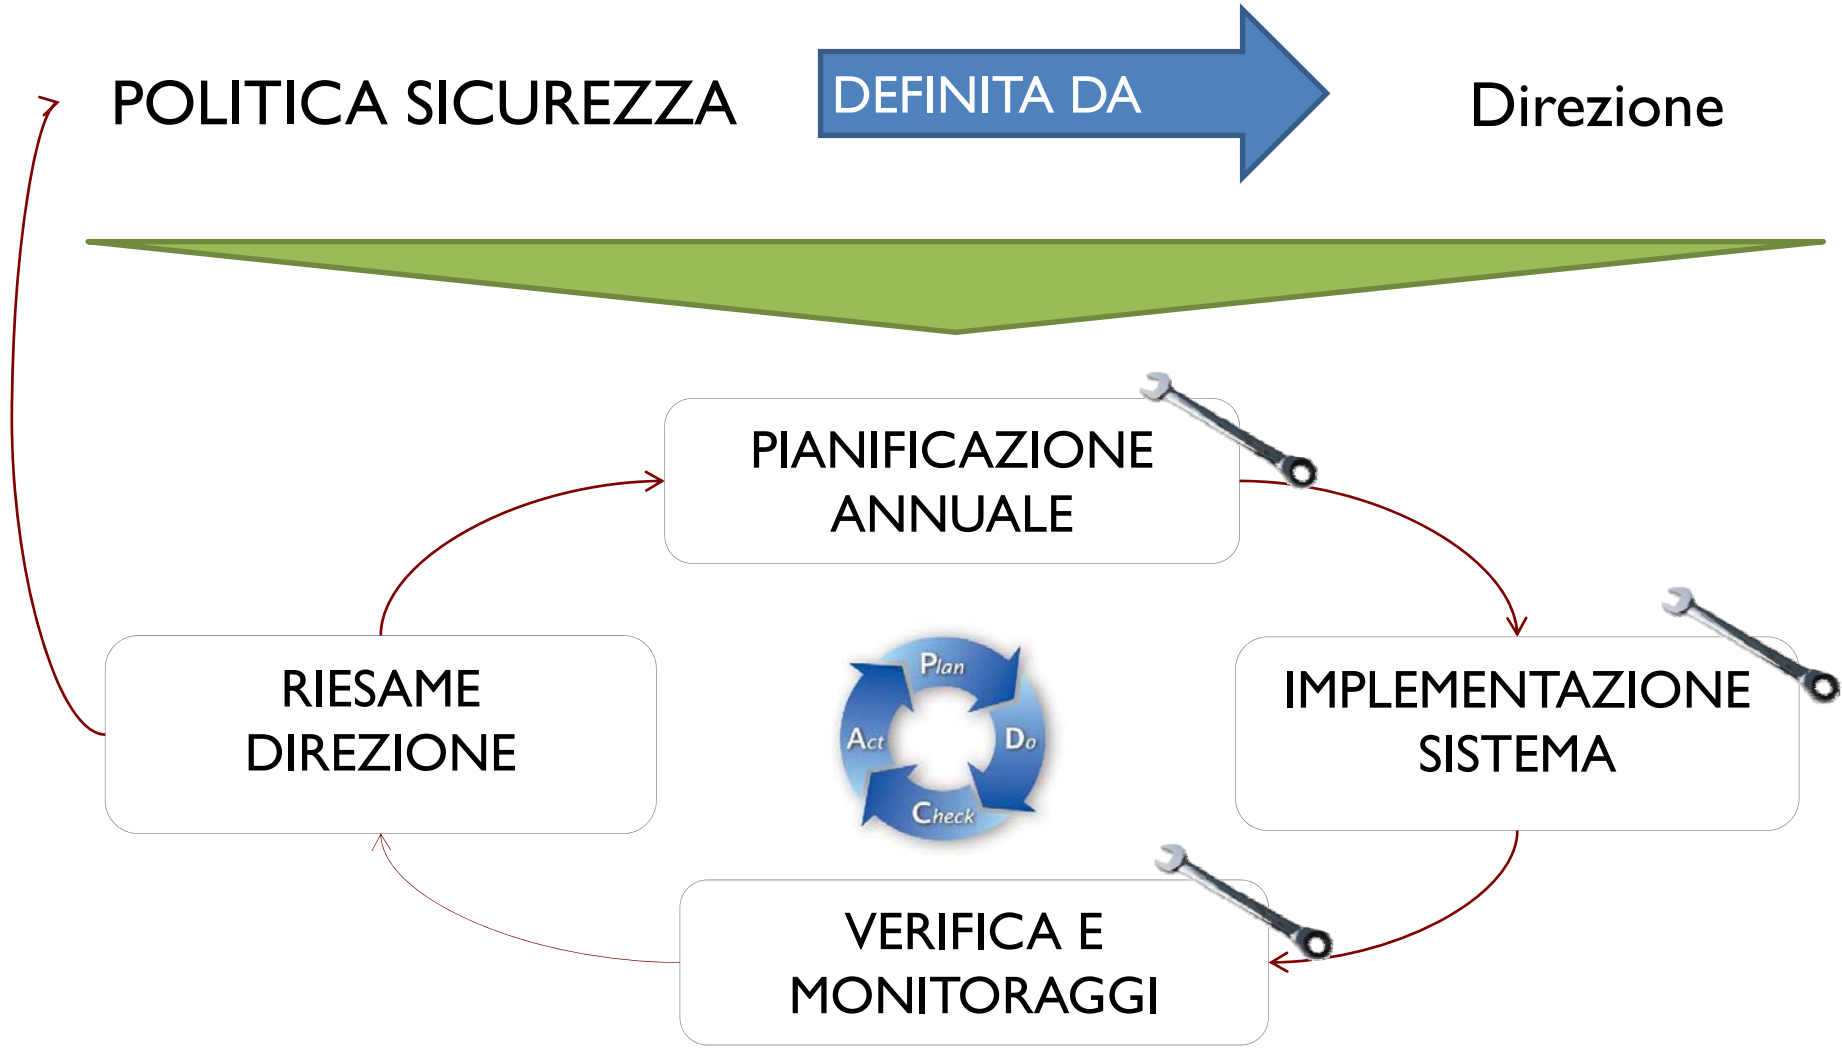 POLITICA SICUREZZA
DEFINITA DA
Direzione
PIANIFICAZIONE
ANNUALE
RIESAME
DIREZIONE
Plan
Act
Do
Check
IMPLEMENTAZIONE
SISTEMA
VERIFICA E
MONITORAGGI